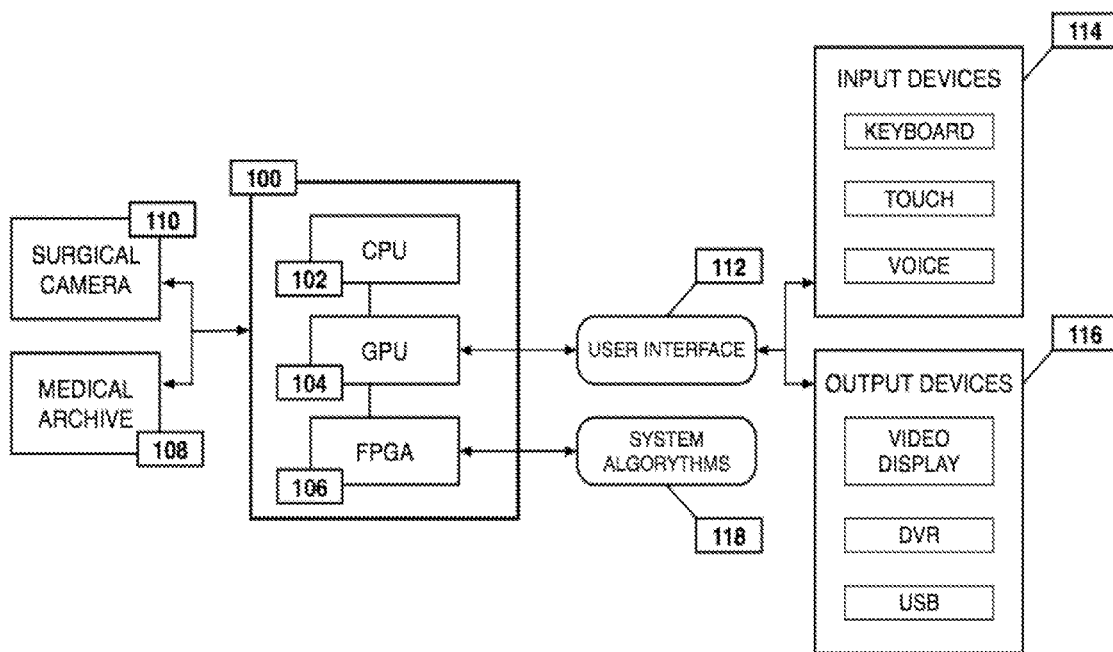 114
INPUT DEVICES
KEYBOARD
TOUCH
VOICE
100
110
SURGICAL
CAMERA
CPU
102
112
GPU
104
USER INTERFACE
116
MEDICAL
ARCHIVE
108
OUTPUT DEVICES
VIDEO
DISPLAY
FPGA
106
SYSTEM
ALGORYTHMS
118
DVR
USB